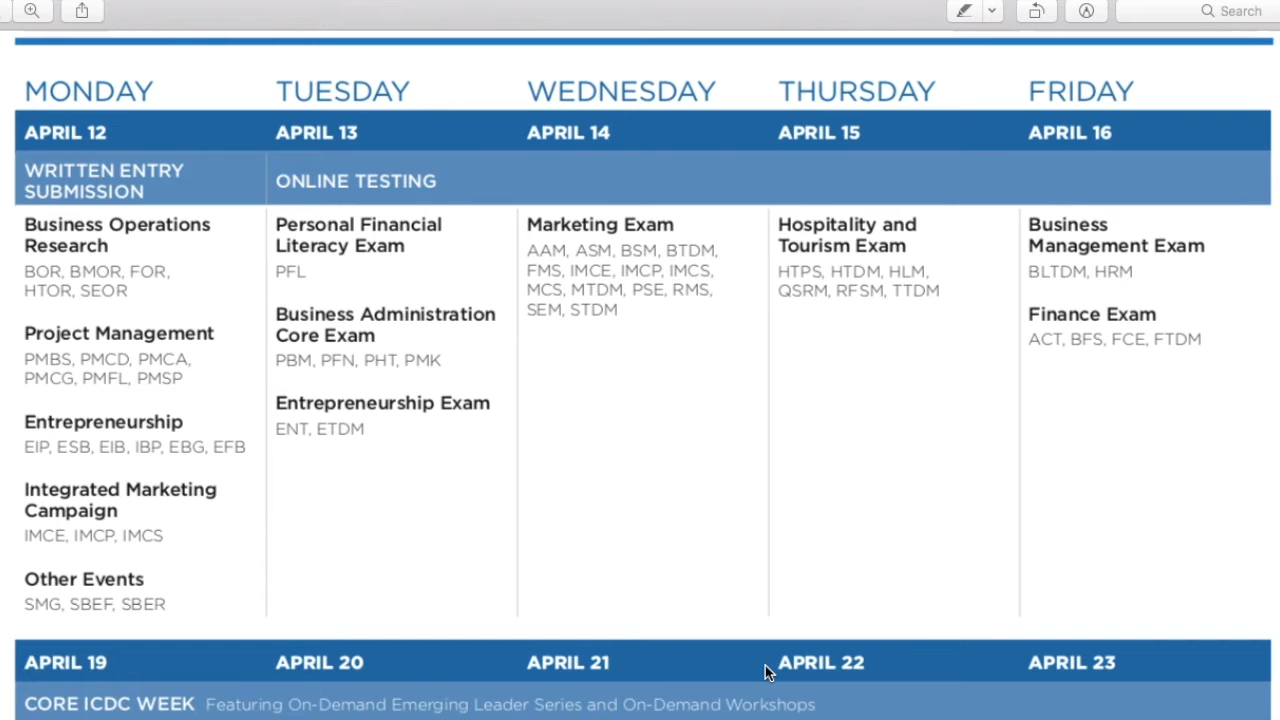 Search
MONDAY
TUESDAY
WEDNESDAY
THURSDAY
FRIDAY
APRIL 12
APRIL 13
APRIL 14
APRIL 15
APRIL 16
WRITTEN ENTRY
SUBMISSION
ONLINE TESTING
Business Operations
Research
BOR, BMOR, FOR,
HTOR, SEOR
Project Management
PMBS, PMCD, PMCA,
PMCG, PMFL, PMSP
Entrepreneurship
EIP, ESB, EIB, IBP, EBG, EFB
Integrated Marketing
Campaign
IMCE, IMCP, IMCS
Other Events
SMG, SBEF, SBER
Personal Financial
Literacy Exam
PFL
Business Administration
Core Exam
PBM, PFN, PHT, PMK
Entrepreneurship Exam
ENT, ETDM
Marketing Exam
AAM, ASM, BSM, BTDM,
FMS, IMCE, IMCP, IMCS,
MCS, MTDM, PSE, RMS,
SEM, STDM
Hospitality and
Tourism Exam
HTPS, HTDM, HLM,
QSRM, RFSM, TTDM
Business
Management Exam
BLTDM, HRM
Finance Exam
ACT, BFS, FCE, FTDM
APRIL 19
APRIL 20
APRIL 21
APRIL 22
APRIL 23
CORE ICDC WEEK Featuring On-Demand Emerging Leader Series and On-Demand Workshops